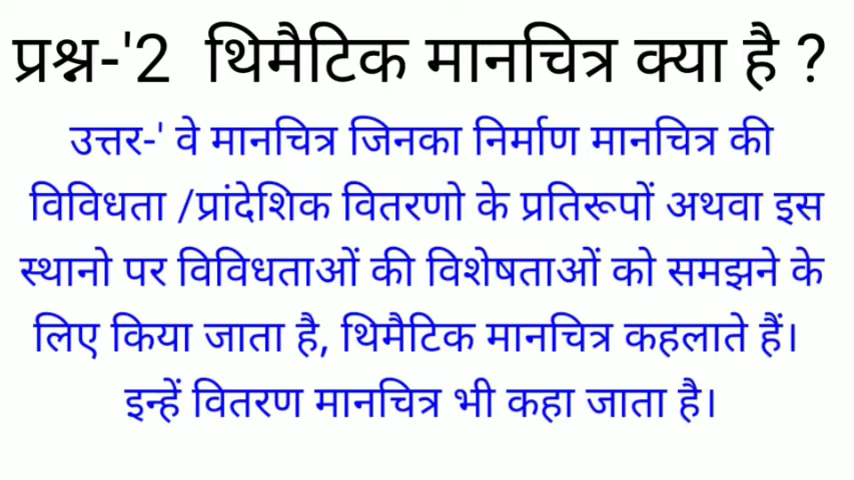 प्रश्न-'2 थिमैटिक मानचित्र क्या है ?
उत्तर-' वे मानचित्र जिनका निर्माण मानचित्र की
विविधता /प्रांदेशिक वितरणो के प्रतिरूपों अथवा इस
स्थानो पर विविधताओं की विशेषताओं को समझने के
लिए किया जाता है, थिमैटिक मानचित्र कहलाते हैं।
इन्हें वितरण मानचित्र भी कहा जाता है।